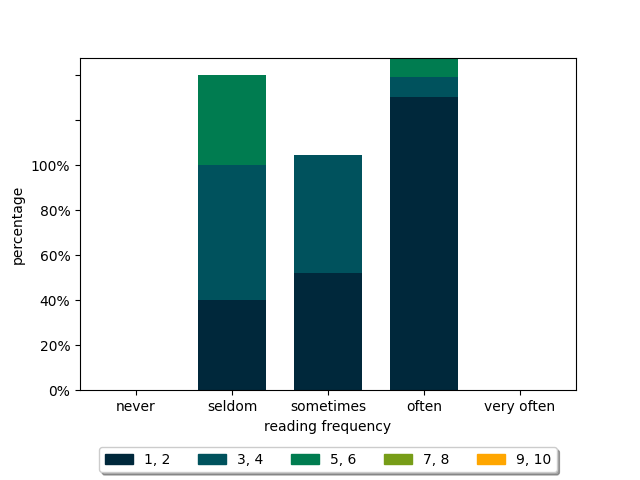 percentage
100%
80%
60%
40%
20%
0%
never seldom sometimes often very often
reading frequency
1, 2 3, 4 5, 6 7, 8 9, 10